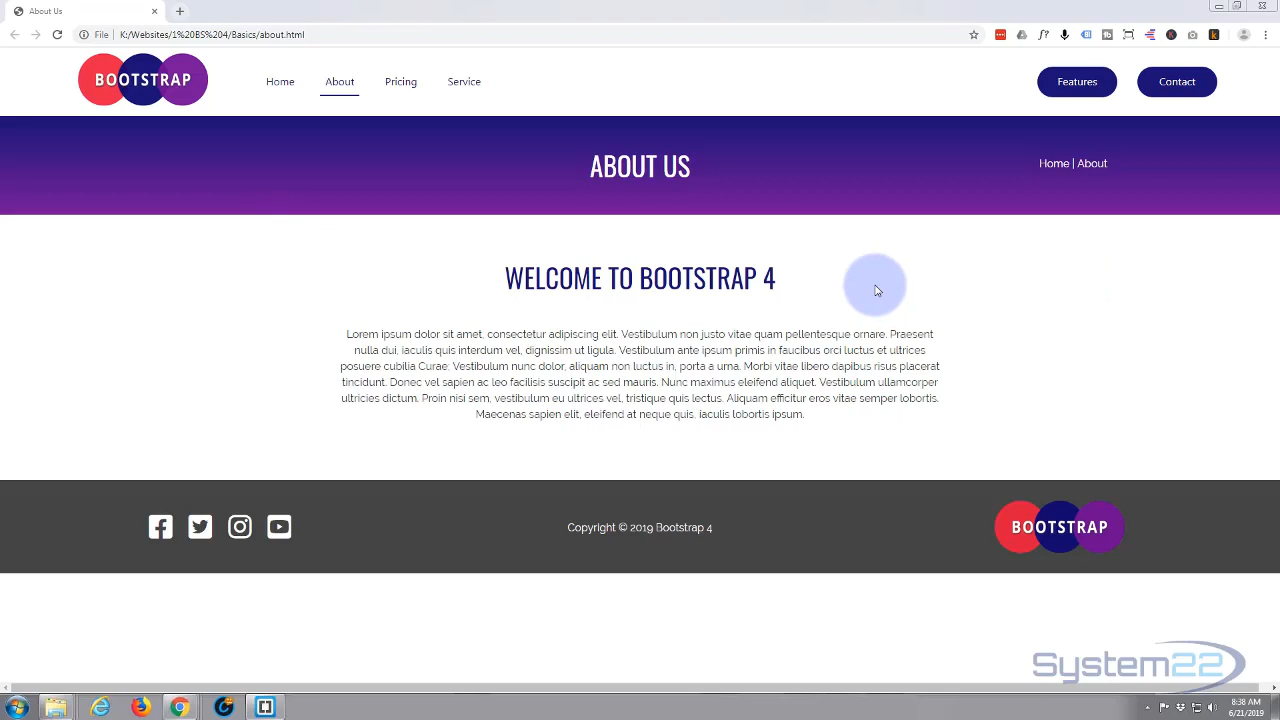 About Us
File
K:/Websites/1%20BS%204/Basics/about.html
BOOTSTRAP
Home
About
Pricing
Service
Features
Contact
ABOUT US
Home | About
WELCOME TO BOOTSTRAP 4
Lorem ipsum dolor sit amet, consectetur adipiscing elit. Vestibulum non justo vitae quam pellentesque ornare. Praesent
nulla dui, iaculis quis interdum vel, dignissim ut ligula. Vestibulum ante ipsum primis in faucibus orci luctus et ultrices
posuere cubilia Curae; Vestibulum nunc dolor, aliquam non luctus in, porta a urna. Morbi vitae libero dapibus risus placerat
tincidunt. Donec vel sapien ac leo facilisis suscipit ac sed mauris. Nunc maximus eleifend aliquet. Vestibulum ullamcorper
ultricies dictum. Proin nisi sem, vestibulum eu ultrices vel, tristique quis lectus. Aliquam efficitur eros vitae semper lobortis.
Maecenas sapien elit, eleifend at neque quis, iaculis lobortis ipsum.
Copyright © 2019 Bootstrap 4
BOOTSTRAP
System22
8:38 AM
6/21/2019